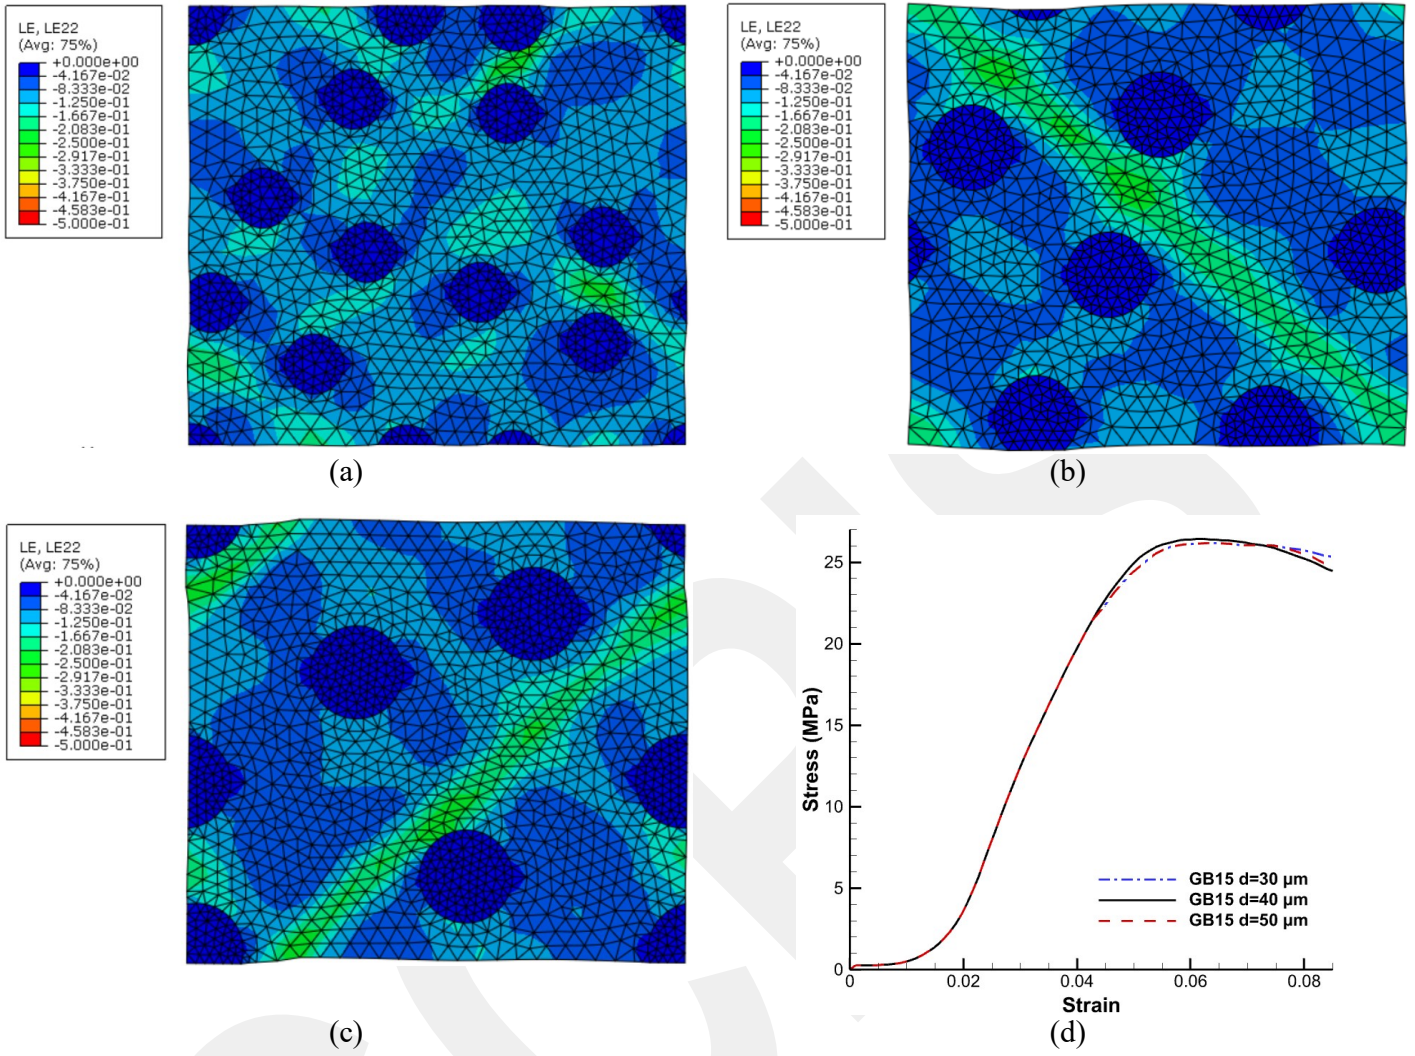 LE, LE22
(Avg: 75%)
+0.000e+00
-4.167e-02
-8.333e-02
-1.250e-01
-1.667e-01
-2.083e-01
-2.500e-01
-2.917e-01
-3.333e-01
-3.750e-01
-4.167e-01
-4.583e-01
-5.000e-01
(a)
LE, LE22
(Avg: 75%)
+0.000e+00
-4.167e-02
-8.333e-02
-1.250e-01
-1.667e-01
-2.083e-01
-2.500e-01
-2.917e-01
-3.333e-01
-3.750e-01
-4.167e-01
-4.583e-01
-5.000e-01
(b)
LE, LE22
(Avg: 75%)
+0.000e+00
-4.167e-02
-8.333e-02
-1.250e-01
-1.667e-01
-2.083e-01
-2.500e-01
-2.917e-01
-3.333e-01
-3.750e-01
-4.167e-01
-4.583e-01
-5.000e-01
(c)
25
20
15
10
5
0
Stress (MPa)
GB15 d=30 µm
GB15 d=40 µm
GB15 d=50 µm
0
0.02
0.04
0.06
0.08
Strain
(d)